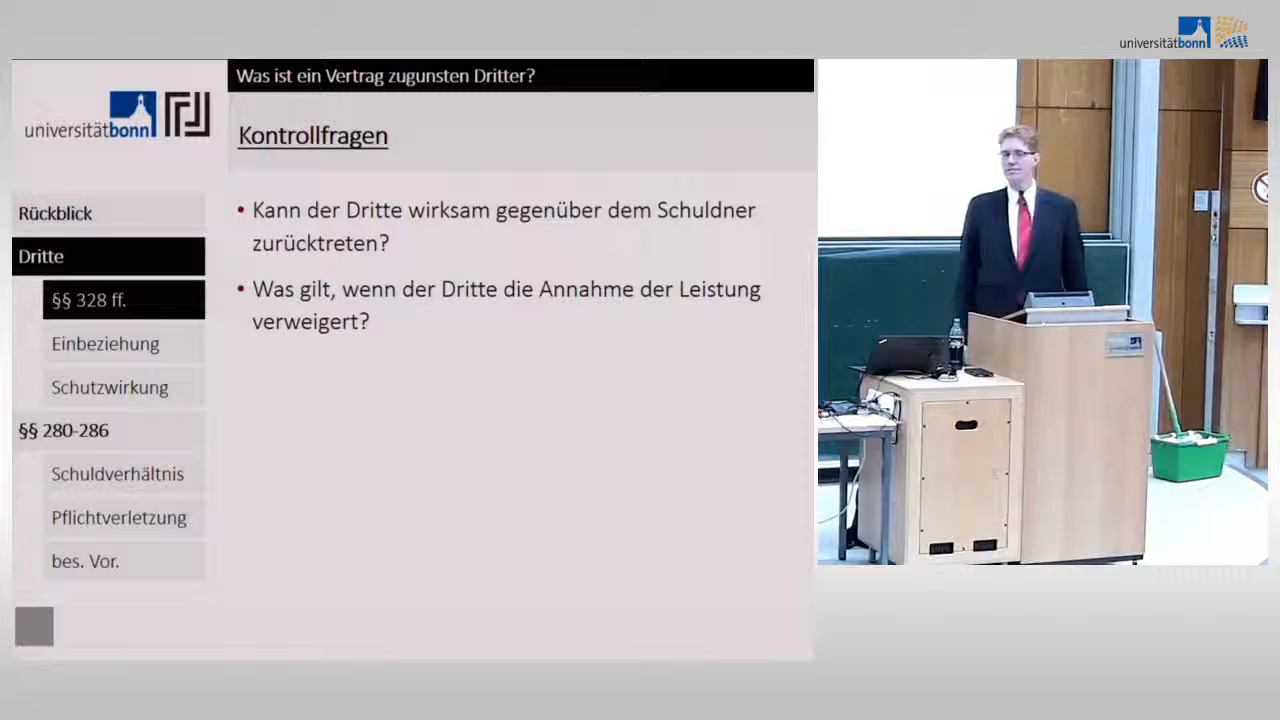 universitätbonn
Was ist ein Vertrag zugunsten Dritter?
universitätbonn
Kontrollfragen
Rückblick
Dritte
§§ 328 ff.
Einbeziehung
Schutzwirkung
§§ 280-286
Schuldverhältnis
Pflichtverletzung
bes. Vor.
• Kann der Dritte wirksam gegenüber dem Schuldner
zurücktreten?
• Was gilt, wenn der Dritte die Annahme der Leistung
verweigert?